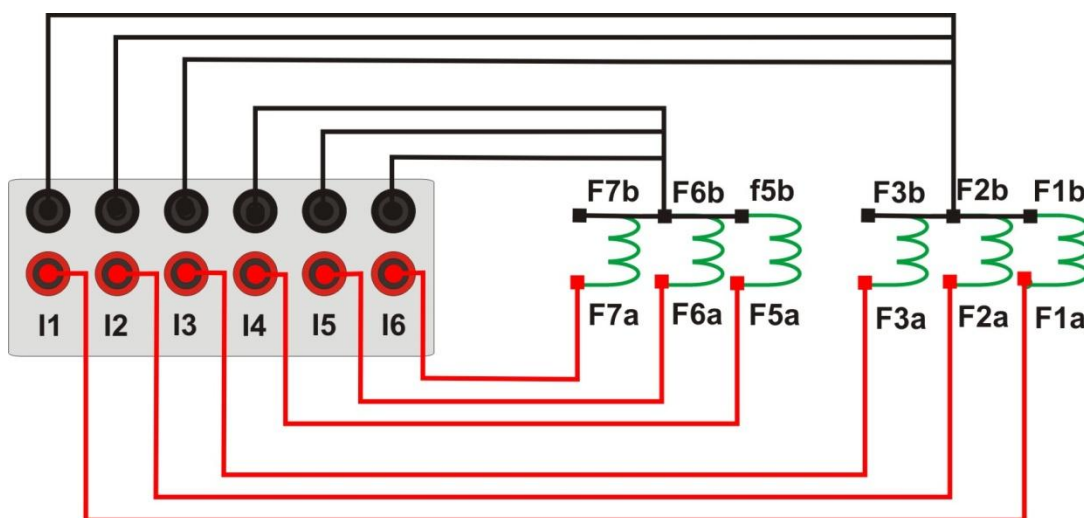 F7b F6b f5b F3b F2b F1b
I1 I2 I3 I4 I5 I6
F7a F6a F5a F3a F2a F1a